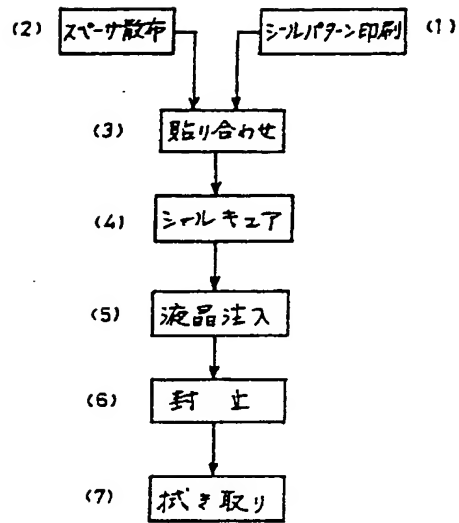 (2) スペーサ散布 シールパターン印刷 (1)
(3) 貼り合わせ
(4) シールキュア
(5) 液晶注入
(6) 封止
(7) 拭き取り